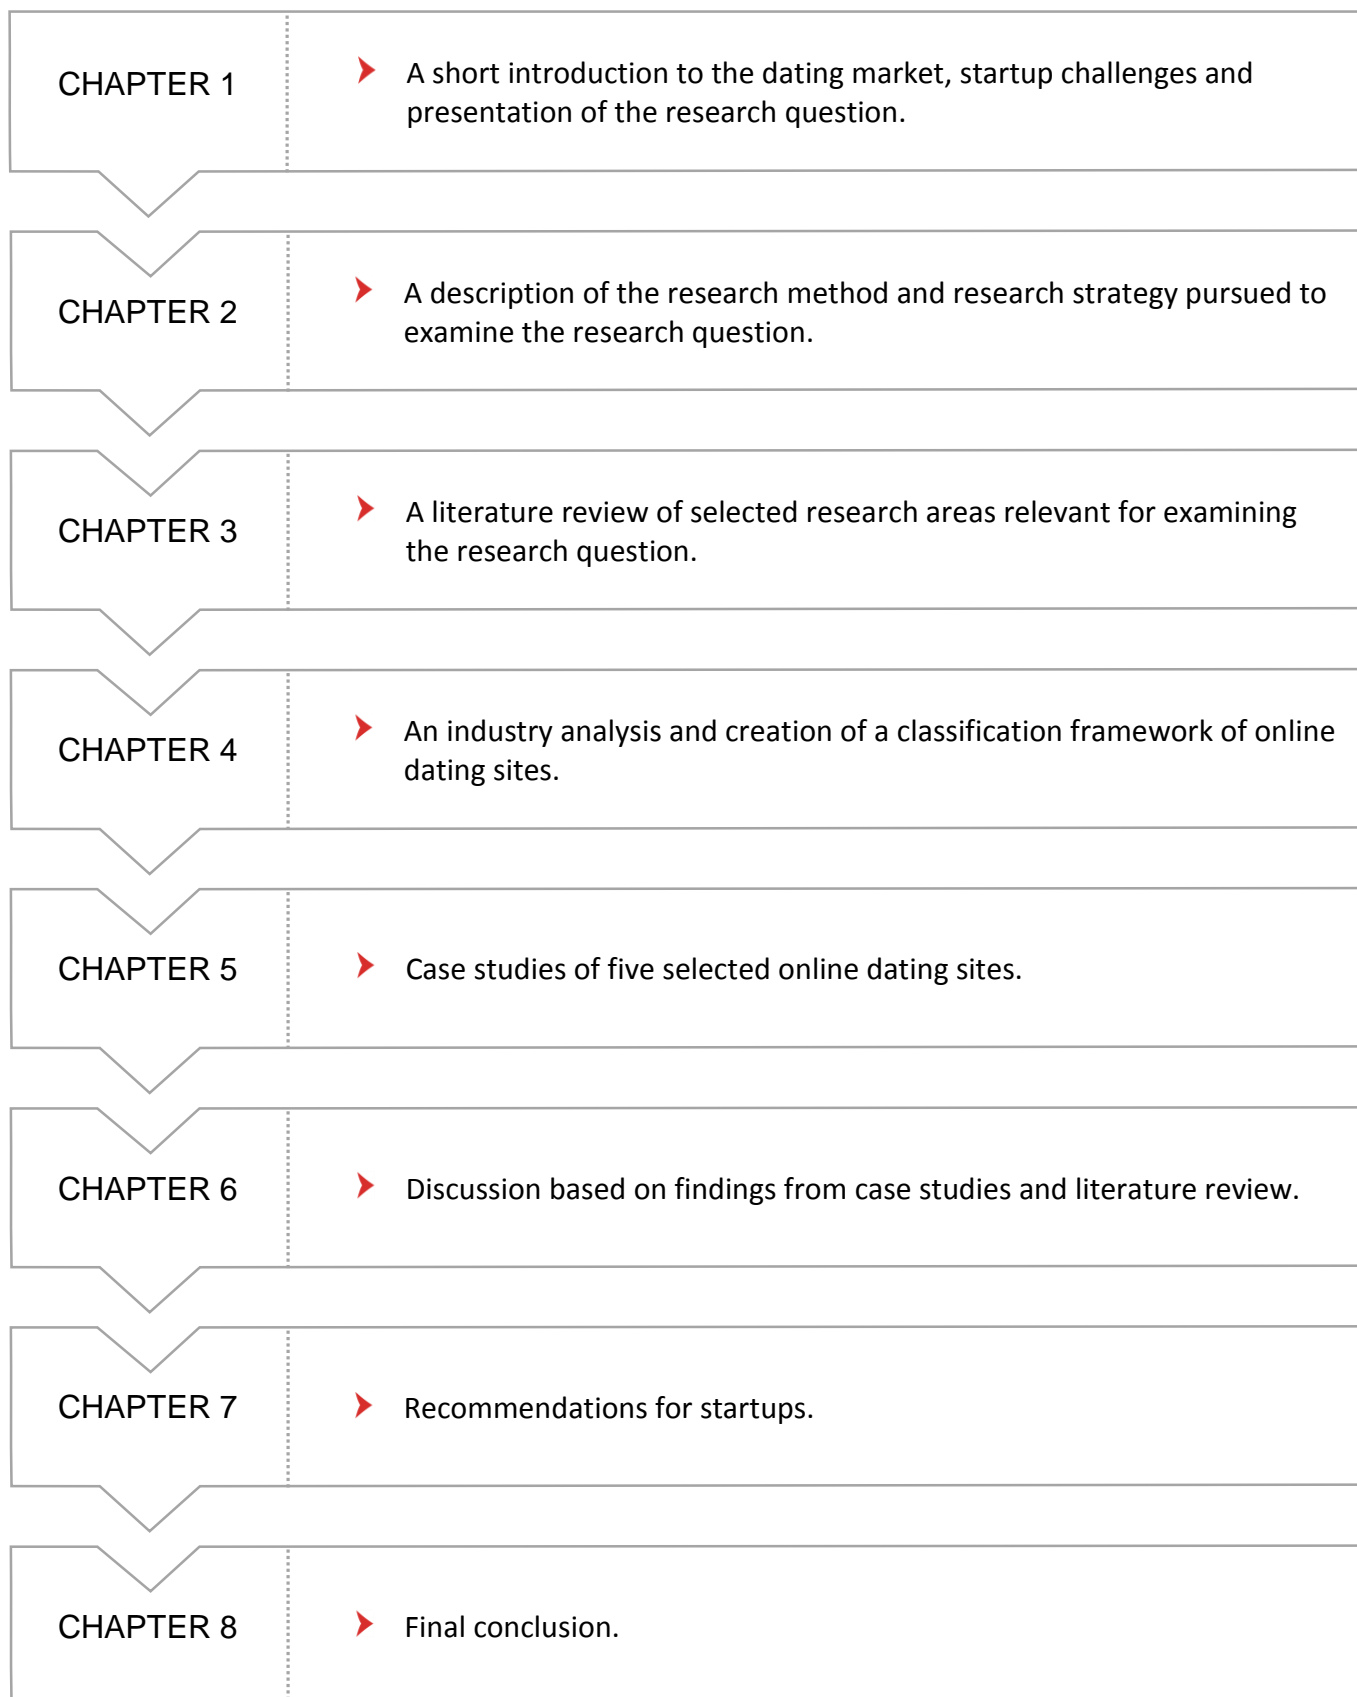 CHAPTER 1
A short introduction to the dating market, startup challenges and
presentation of the research question.
CHAPTER 2
A description of the research method and research strategy pursued to
examine the research question.
CHAPTER 3
A literature review of selected research areas relevant for examining
the research question.
CHAPTER 4
An industry analysis and creation of a classification framework of online
dating sites.
CHAPTER 5
Case studies of five selected online dating sites.
CHAPTER 6
Discussion based on findings from case studies and literature review.
CHAPTER 7
Recommendations for startups.
CHAPTER 8
Final conclusion.